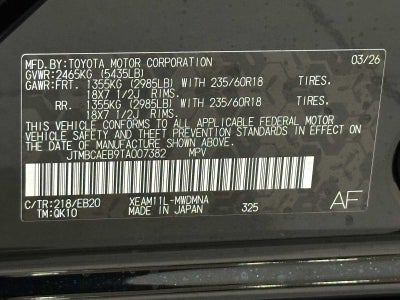 MFD.BY:TOYOTA MOTOR CORPORATION 03/26
GVWR:2465KG (5435LB)
GAWR:FRT. 1355KG (2985LB) WITH 235/60R18 TIRES.
18X7 1/2J RIMS.
RR. 1355KG (2985LB) WITH 235/60R18 TIRES.
18X7 1/2J RIMS.
THIS VEHICLE CONFORMS TO ALL APPLICABLE FEDERAL MOTOR
VEHICLE SAFETY AND THEFT PREVENTION STANDARDS IN EFFECT ON
THE DATE OF MANUFACTURE SHOWN ABOVE.
JTMBCAEB9TA007382 MPV
C/TR:218/EB20 XEAM11L-MWDMNA AF
TM:QK10 MADE IN JAPAN 325